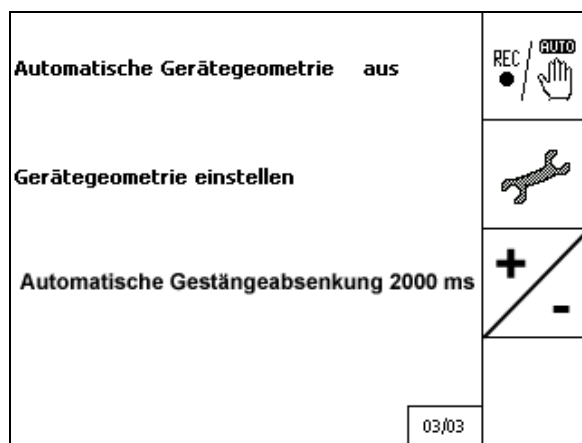 Automatische Gerätegeometrie aus
REC / AUTO
Gerätegeometrie einstellen
Automatische Gestängeabsenkung 2000 ms
+ / -
03/03